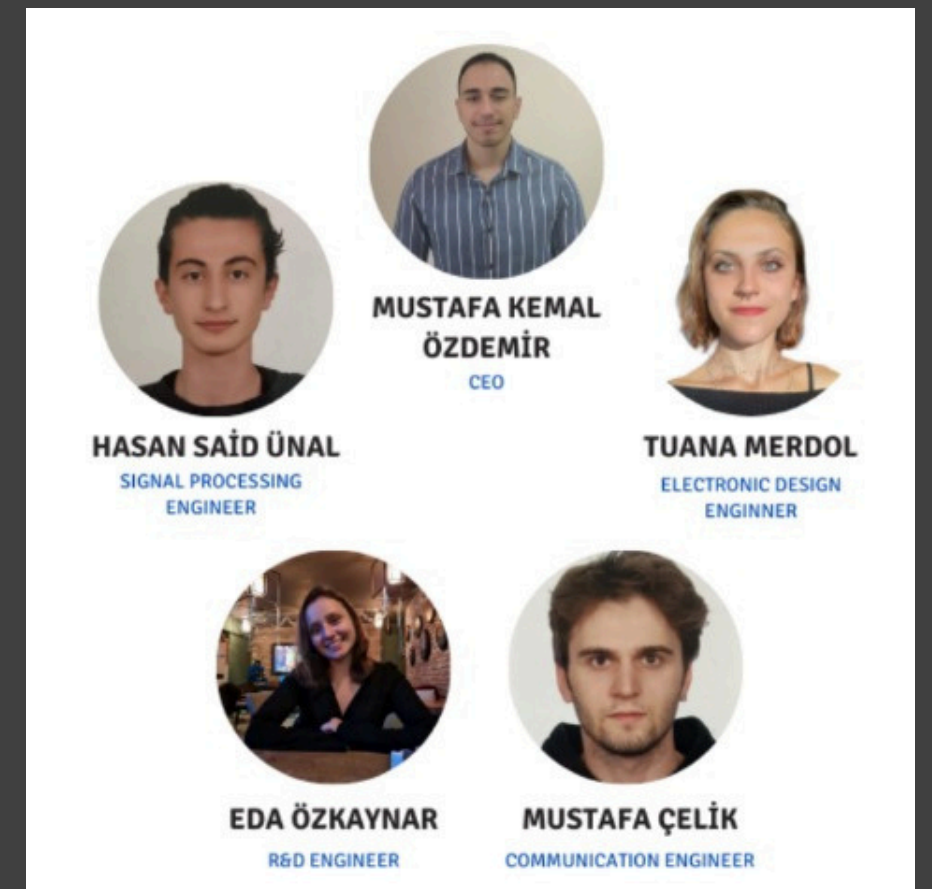 MUSTAFA KEMAL
ÖZDEMİR
CEO
HASAN SAİD ÜNAL
SIGNAL PROCESSING
ENGINEER
TUANA MERDOL
ELECTRONIC DESIGN
ENGINNER
EDA ÖZKAYNAR
R&D ENGINEER
MUSTAFA ÇELİK
COMMUNICATION ENGINEER